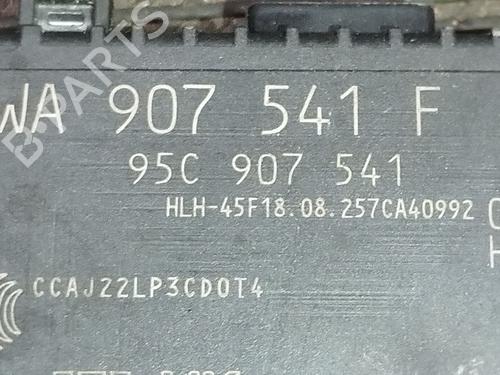 WA 907 541 F
95C 907 541
HLH-45F18.08.257CA40992
CCAJ22LP3CD0T4
B-PARTS